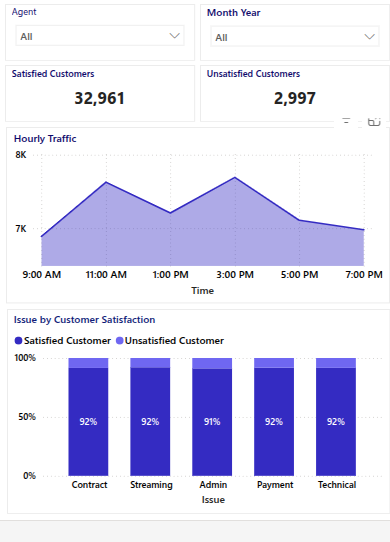 Agent
Month Year
All
All
Satisfied Customers
Unsatisfied Customers
32,961
2,997
Hourly Traffic
8K
7K
9:00 AM 11:00 AM 1:00 PM 3:00 PM 5:00 PM 7:00 PM
Time
Issue by Customer Satisfaction
Satisfied Customer Unsatisfied Customer
100%
50%
0%
92% 92% 91% 92% 92%
Contract Streaming Admin Payment Technical
Issue